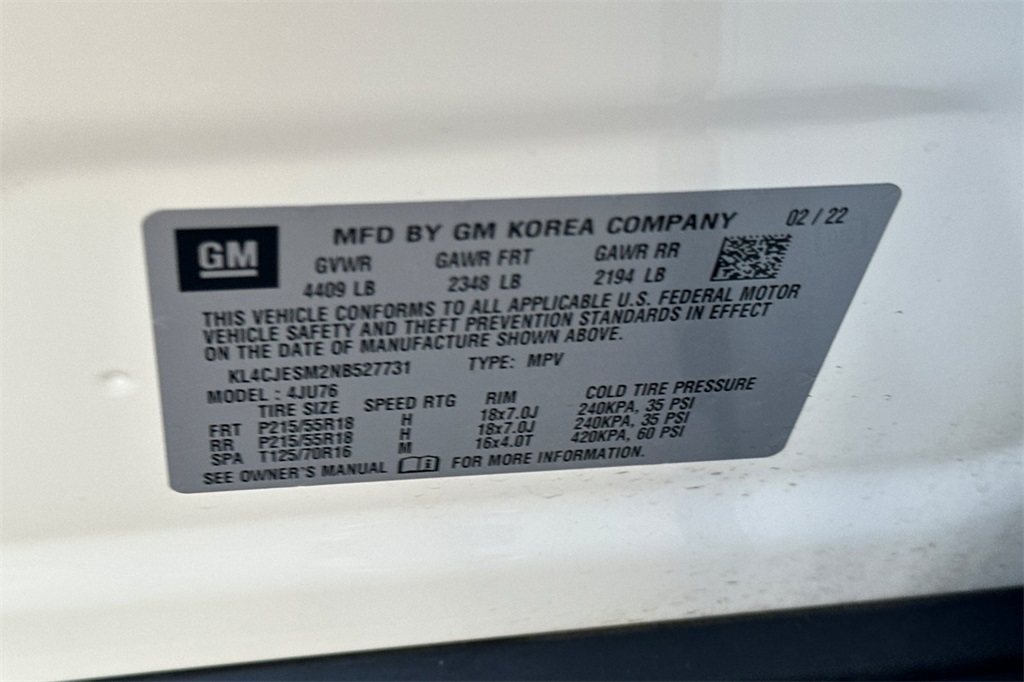 GM
MFD BY GM KOREA COMPANY 02 / 22
GVWR GAWR FRT GAWR RR
4409 LB 2348 LB 2194 LB
THIS VEHICLE CONFORMS TO ALL APPLICABLE U.S. FEDERAL MOTOR
VEHICLE SAFETY AND THEFT PREVENTION STANDARDS IN EFFECT
ON THE DATE OF MANUFACTURE SHOWN ABOVE.
KL4CJESM2NB527731 TYPE: MPV
MODEL : 4JU76
TIRE SIZE SPEED RTG RIM COLD TIRE PRESSURE
FRT P215/55R18 H 18x7.0J 240KPA, 35 PSI
RR P215/55R18 H 18x7.0J 240KPA, 35 PSI
SPA T125/70R16 M 16x4.0T 420KPA, 60 PSI
SEE OWNER'S MANUAL FOR MORE INFORMATION.